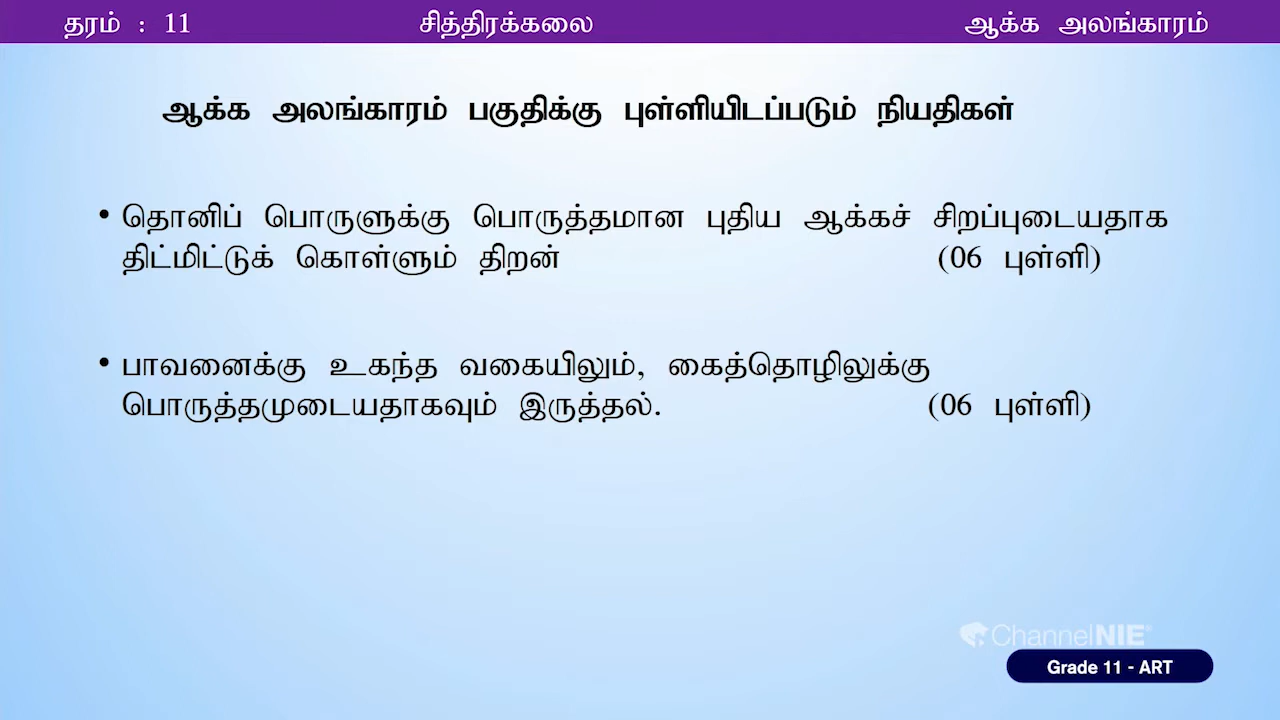 தரம் : 11
சித்திரக்கலை
ஆக்க அலங்காரம்
ஆக்க அலங்காரம் பகுதிக்கு புள்ளியிடப்படும் நியதிகள்
• தொனிப் பொருளுக்கு பொருத்தமான புதிய ஆக்கச் சிறப்புடையதாக
திட்மிட்டுக் கொள்ளும் திறன் (06 புள்ளி)
• பாவனைக்கு உகந்த வகையிலும், கைத்தொழிலுக்கு
பொருத்தமுடையதாகவும் இருத்தல். (06 புள்ளி)
ChannelNIE
Grade 11 - ART